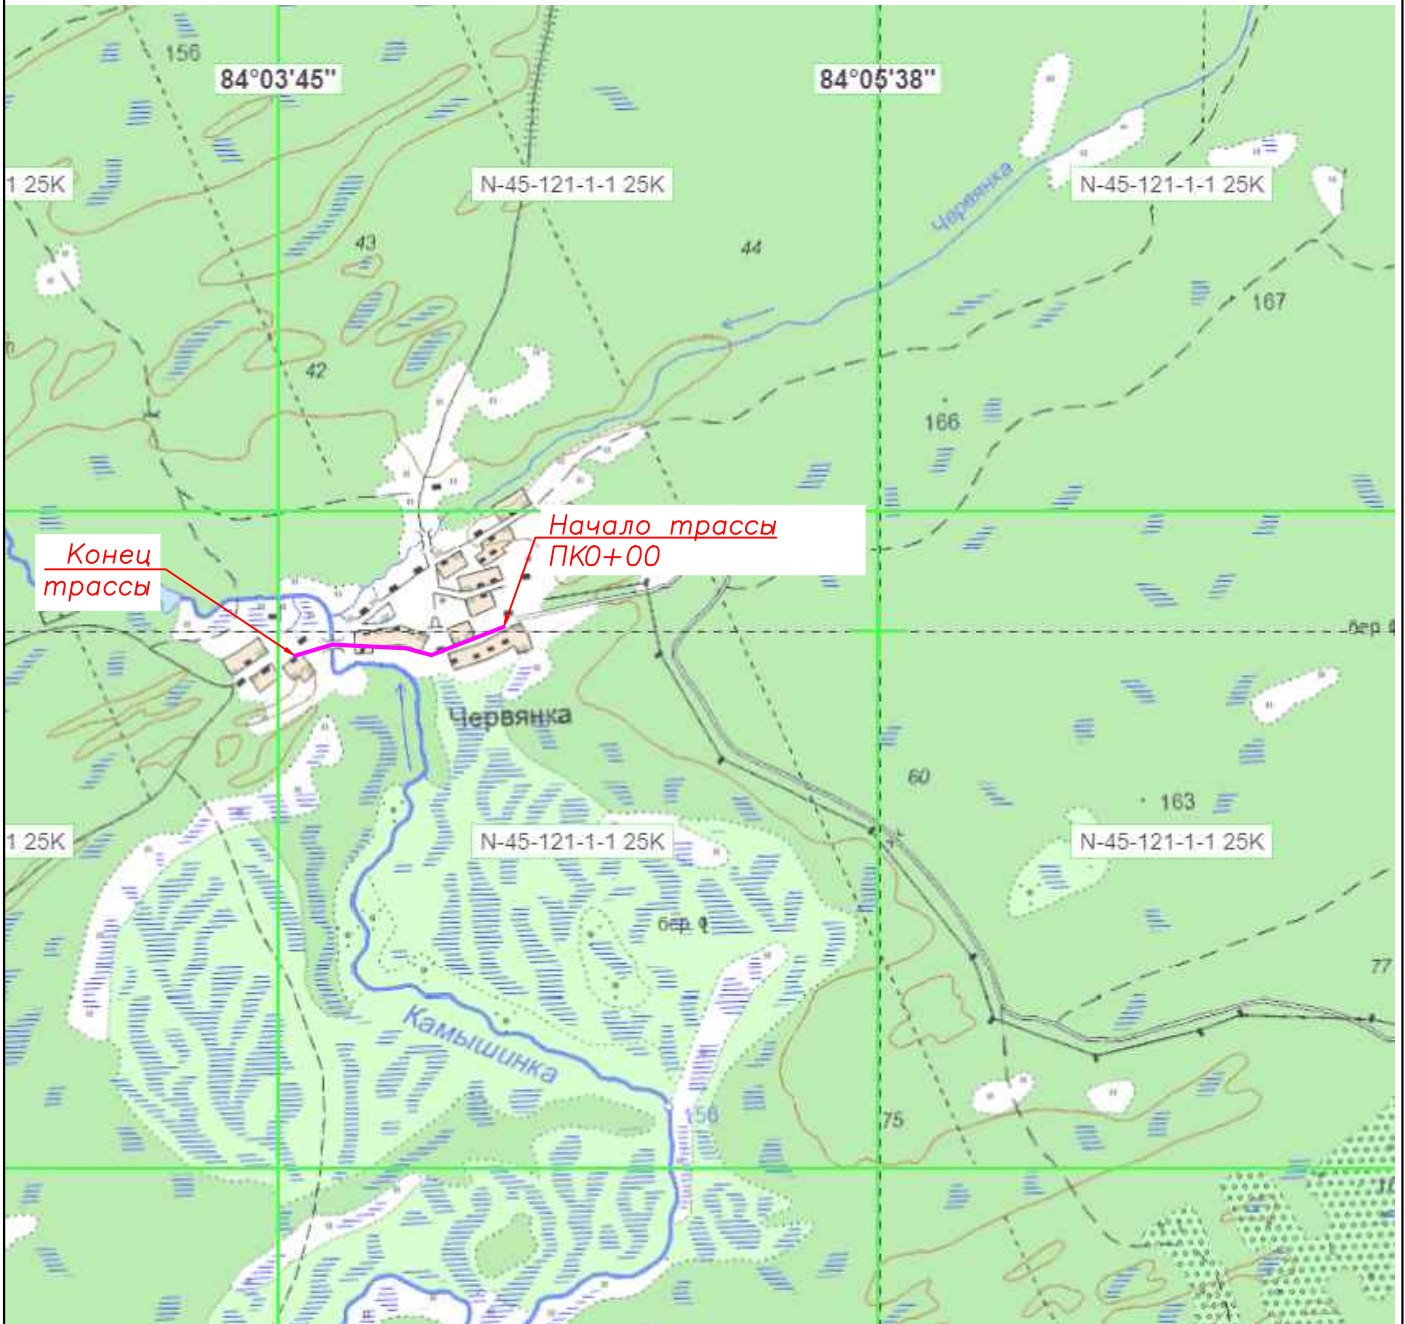 156
84°03'45"
84°05'38"
1 25K
N-45-121-1-1 25K
Червянка
N-45-121-1-1 25K
43
44
167
42
166
Начало трассы
ПК0+00
Конец
трассы
бер
Червянка
60
163
1 25K
N-45-121-1-1 25K
N-45-121-1-1 25K
бер
77
Камышинка
156
75